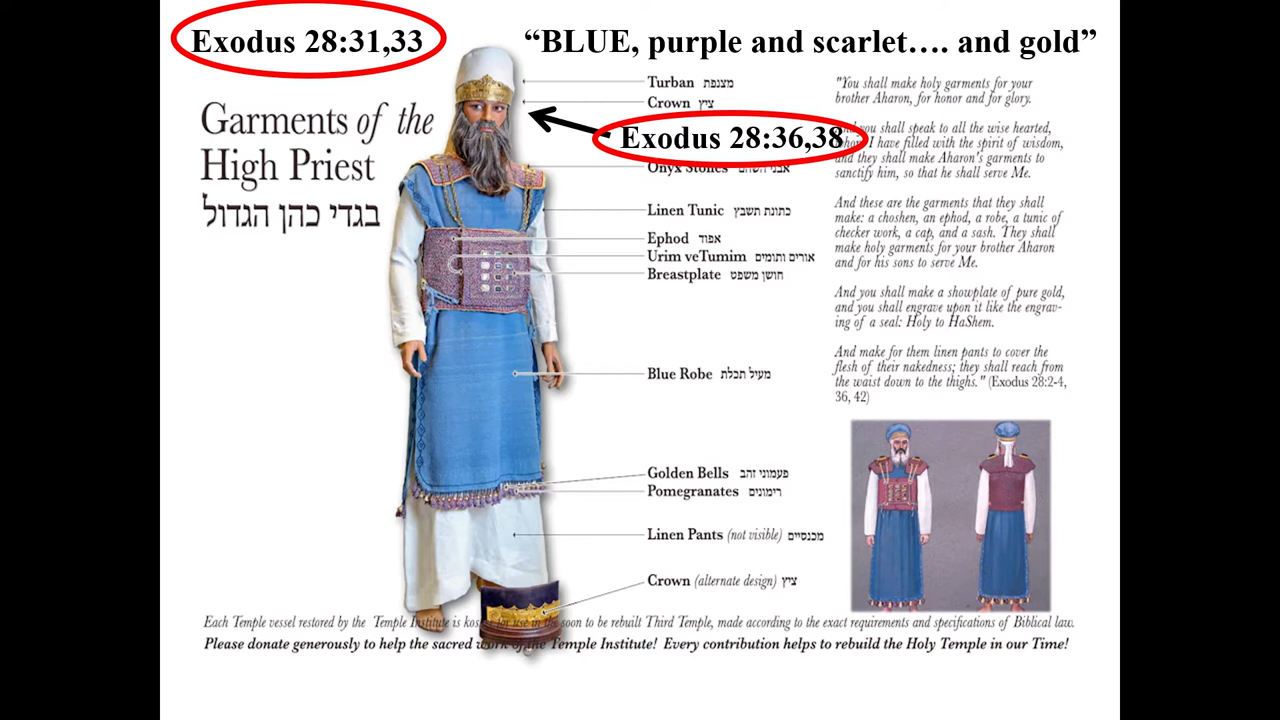 Exodus 28:31,33
“BLUE, purple and scarlet…. and gold”
Garments of the
High Priest
בגדי כהן הגדול
Turban מצנפת
Crown ציץ
Exodus 28:36,38
Onyx Stones אבני השהם
Linen Tunic כתונת תשבץ
Ephod אפוד
Urim veTumim אורים ותומים
Breastplate חושן משפט
Blue Robe מעיל תכלת
Golden Bells פעמוני זהב
Pomegranates רימונים
Linen Pants (not visible) מכנסיים
Crown (alternate design) ציץ
"You shall make holy garments for your
brother Aharon, for honor and for glory.
And you shall speak to all the wise hearted,
whom I have filled with the spirit of wisdom,
and they shall make Aharon's garments to
sanctify him, so that he shall serve Me.
And these are the garments that they shall
make: a choshen, an ephod, a robe, a tunic of
checker work, a cap, and a sash. They shall
make holy garments for your brother Aharon
and for his sons to serve Me.
And you shall make a showplate of pure gold,
and you shall engrave upon it like the engrav-
ing of a seal: Holy to HaShem.
And make for them linen pants to cover the
flesh of their nakedness; they shall reach from
the waist down to the thighs." (Exodus 28:2-4,
36, 42)
Each Temple vessel restored by the Temple Institute is kosher for use in the soon to be rebuilt Third Temple, made according to the exact requirements and specifications of Biblical law.
Please donate generously to help the sacred work of the Temple Institute! Every contribution helps to rebuild the Holy Temple in our Time!